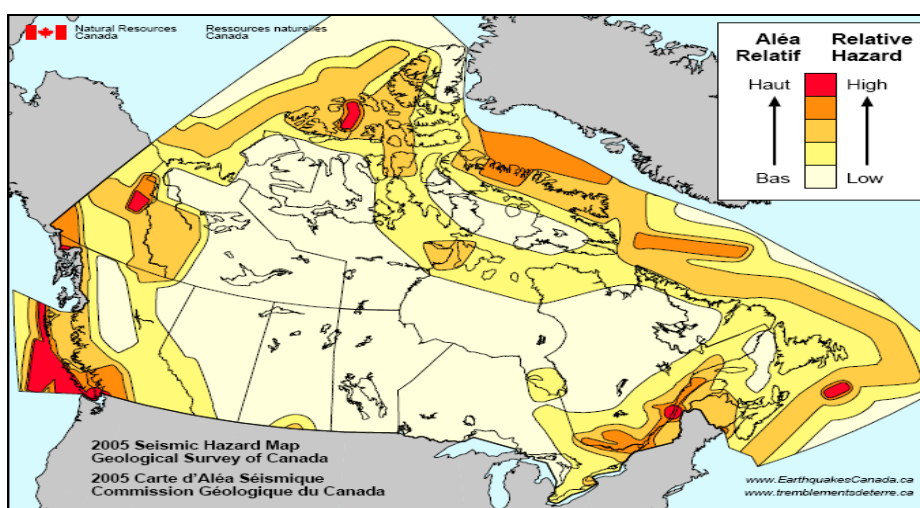 Natural Resources Ressources naturelles
Canada Canada
Aléa Relative
Relatif Hazard
Haut High
Bas Low
2005 Seismic Hazard Map
Geological Survey of Canada
2005 Carte d'Aléa Séismique
Commission Géologique du Canada
www.EarthquakesCanada.ca
www.tremblementsdeterre.ca